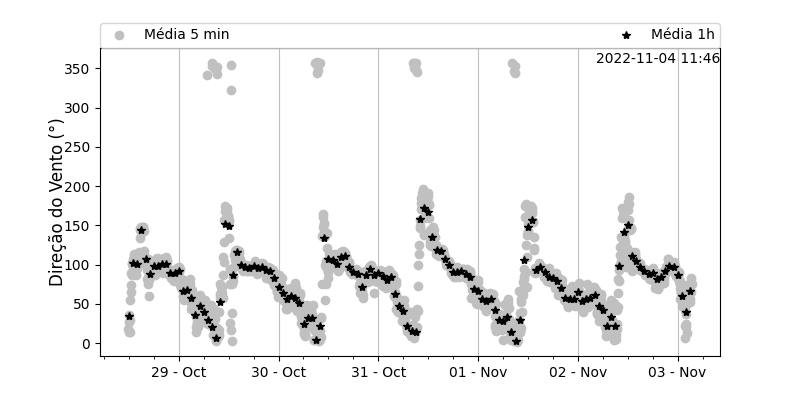 Média 5 min
Média 1h
2022-11-04 11:46
Direção do Vento (°)
350
300
250
200
150
100
50
0
29 - Oct
30 - Oct
31 - Oct
01 - Nov
02 - Nov
03 - Nov